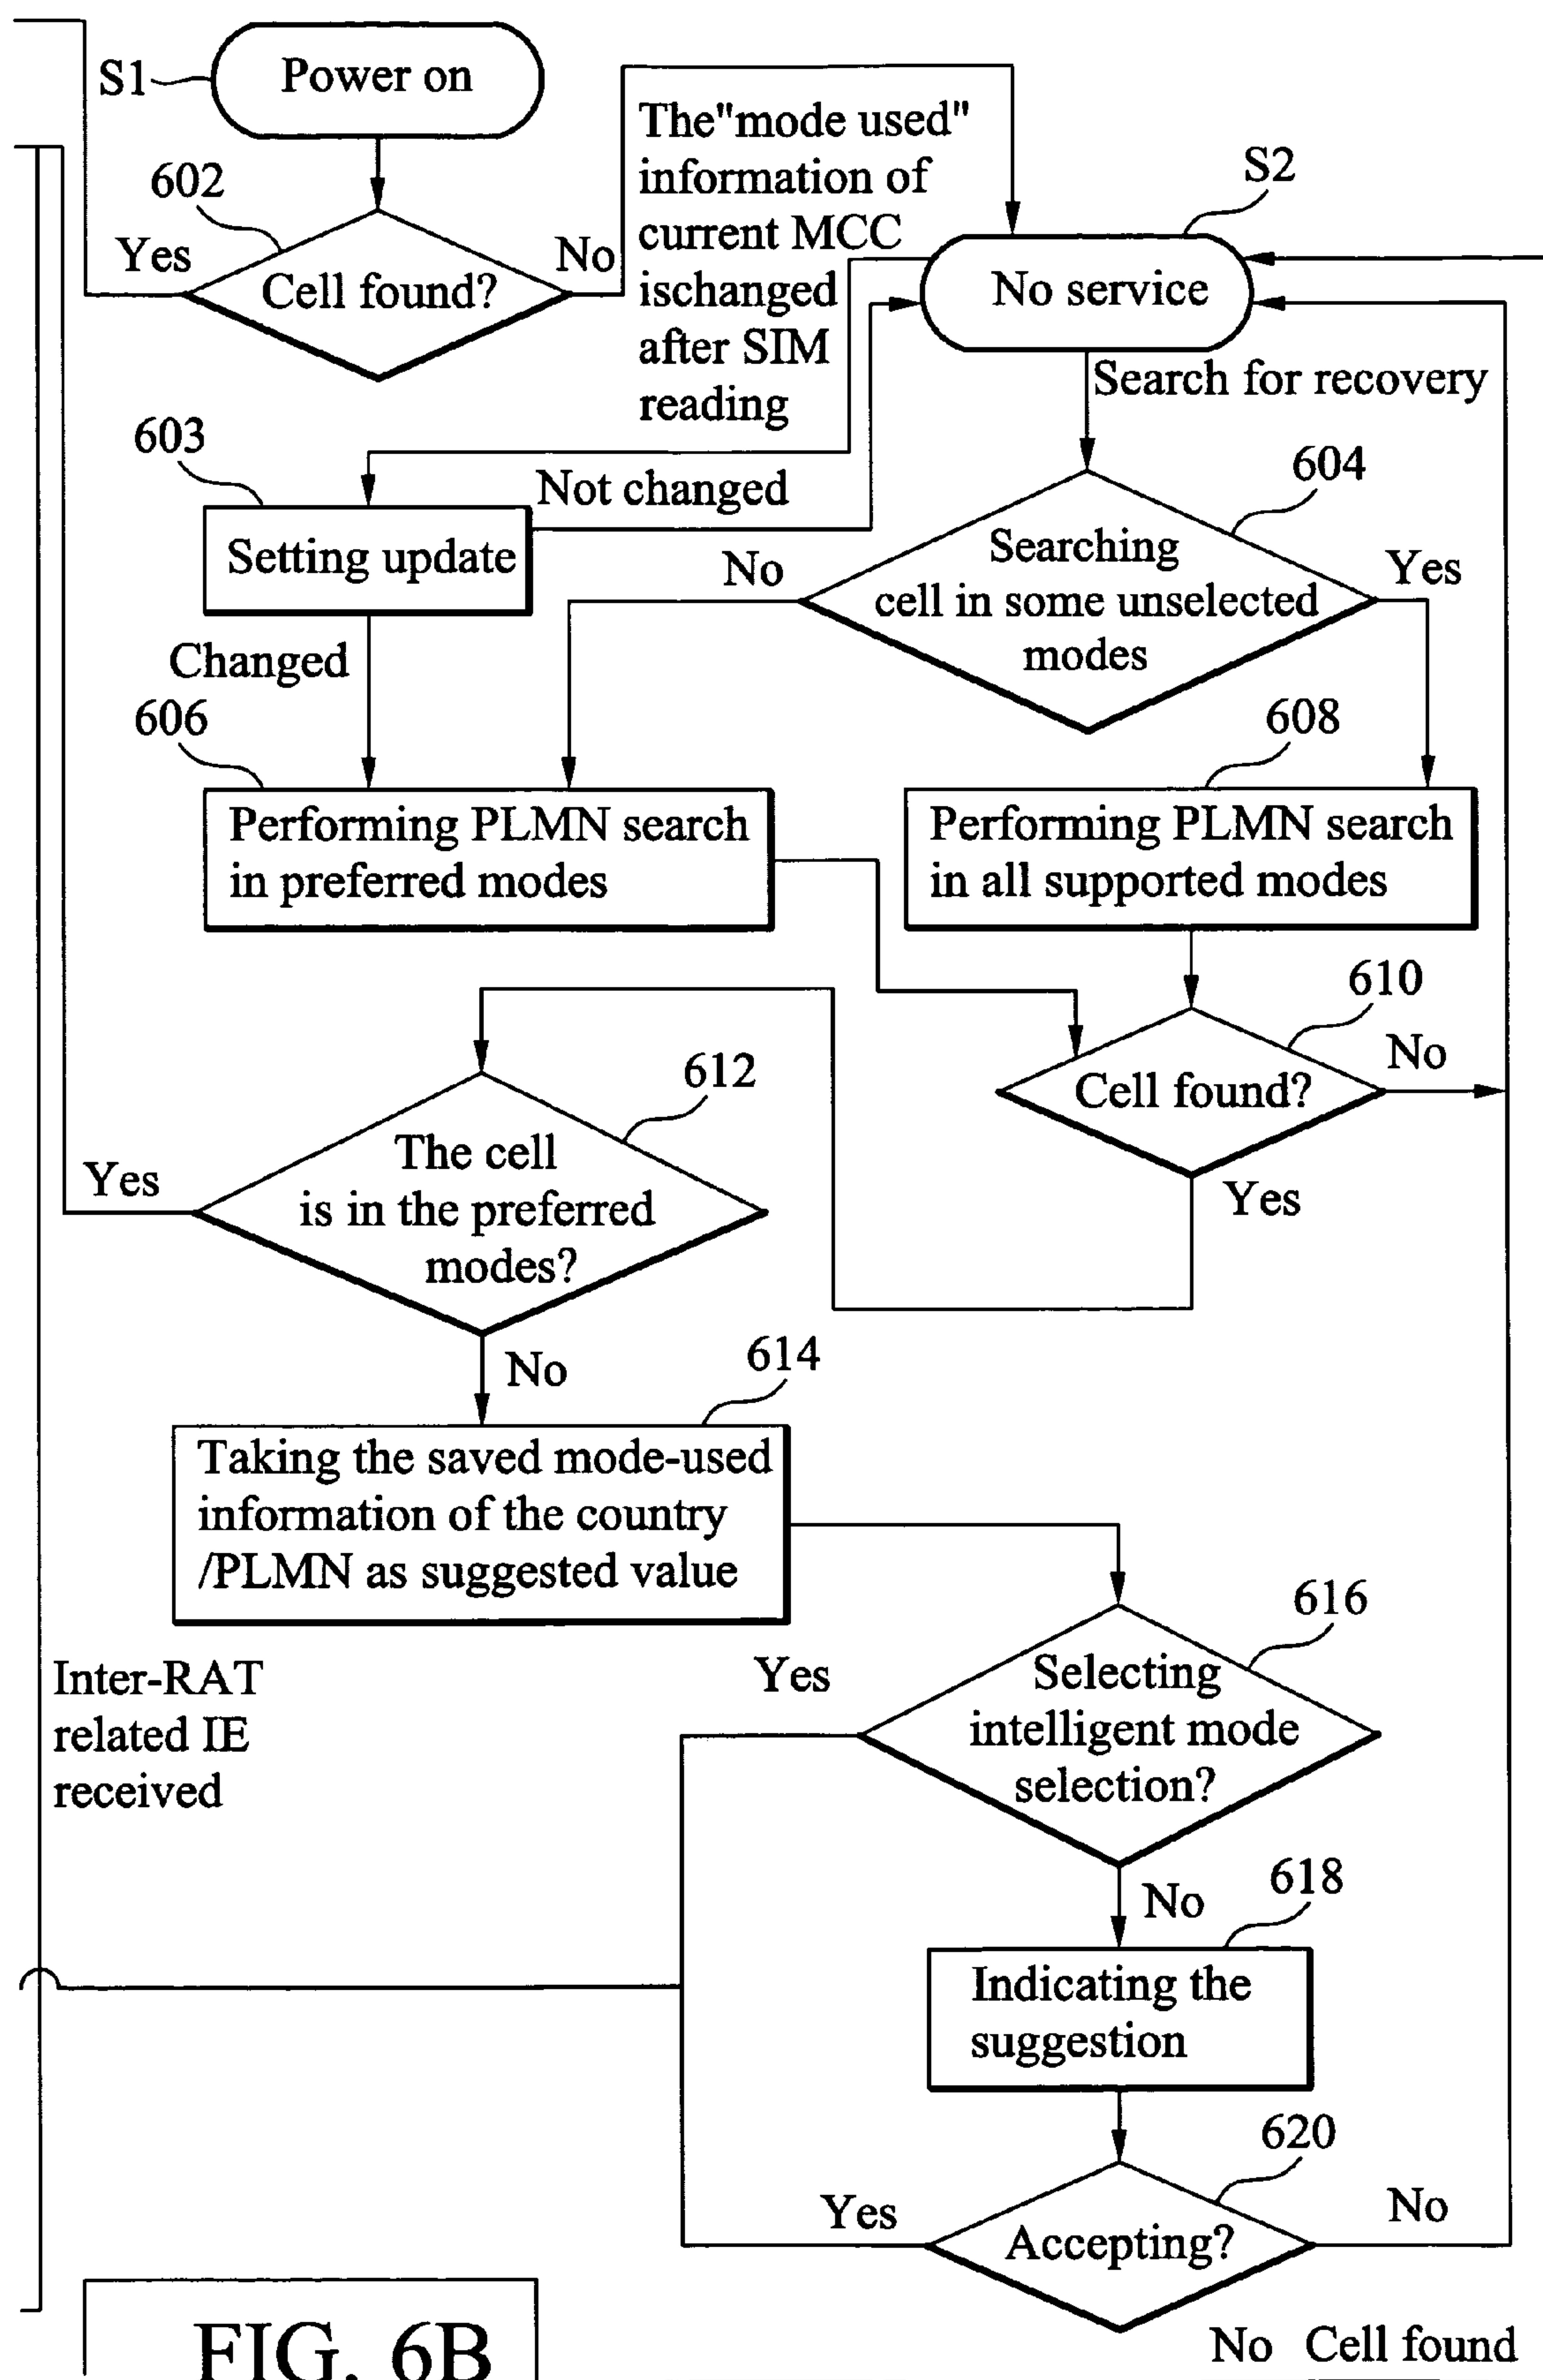 S1
Power on
602
Yes
Cell found?
No
The"mode used"
information of
current MCC
ischanged
after SIM
reading
S2
No service
Search for recovery
603
Setting update
Not changed
Changed
604
Searching
cell in some unselected
modes
No
Yes
606
Performing PLMN search
in preferred modes
608
Performing PLMN search
in all supported modes
610
Cell found?
No
Yes
612
The cell
is in the preferred
modes?
Yes
No
614
Taking the saved mode-used
information of the country
/PLMN as suggested value
Inter-RAT
related IE
received
616
Selecting
intelligent mode
selection?
Yes
No
618
Indicating the
suggestion
620
Accepting?
Yes
No
FIG. 6B
No Cell found